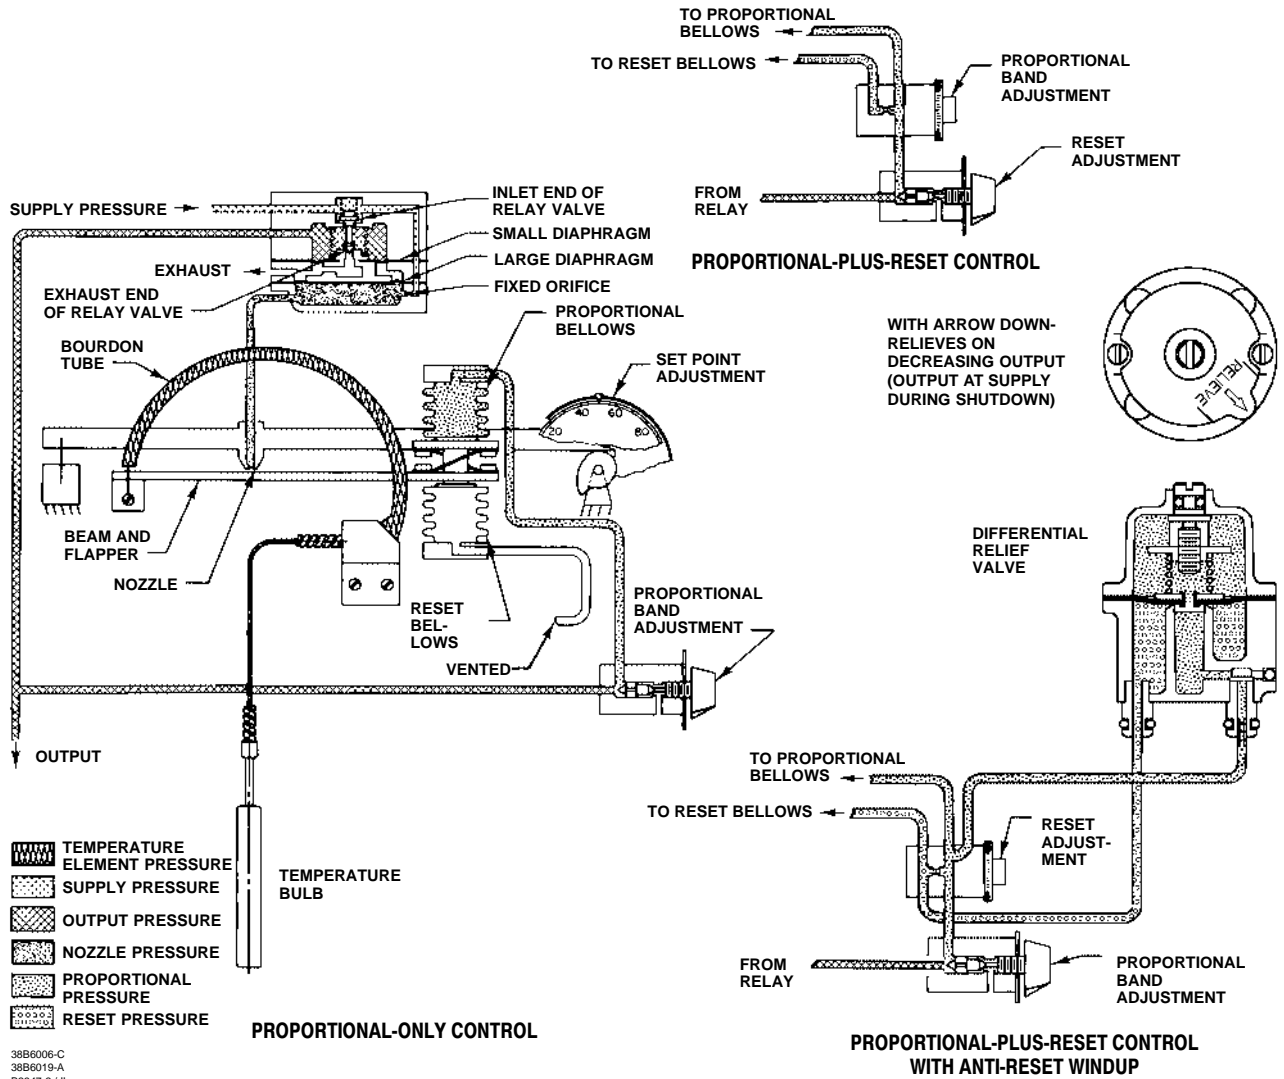 TO PROPORTIONAL
BELLOWS
TO RESET BELLOWS
PROPORTIONAL
BAND
ADJUSTMENT
RESET
ADJUSTMENT
FROM
RELAY
PROPORTIONAL-PLUS-RESET CONTROL
SUPPLY PRESSURE
INLET END OF
RELAY VALVE
SMALL DIAPHRAGM
EXHAUST
LARGE DIAPHRAGM
FIXED ORIFICE
EXHAUST END
OF RELAY VALVE
PROPORTIONAL
BELLOWS
BOURDON
TUBE
SET POINT
ADJUSTMENT
20
40
60
80
BEAM AND
FLAPPER
NOZZLE
RESET
BEL-
LOWS
VENTED
PROPORTIONAL
BAND
ADJUSTMENT
OUTPUT
TEMPERATURE
BULB
TEMPERATURE
ELEMENT PRESSURE
SUPPLY PRESSURE
OUTPUT PRESSURE
NOZZLE PRESSURE
PROPORTIONAL
PRESSURE
RESET PRESSURE
PROPORTIONAL-ONLY CONTROL
38B6006-C
38B6019-A
WITH ARROW DOWN-
RELIEVES ON
DECREASING OUTPUT
(OUTPUT AT SUPPLY
DURING SHUTDOWN)
RELIEVE
DIFFERENTIAL
RELIEF
VALVE
TO PROPORTIONAL
BELLOWS
TO RESET BELLOWS
RESET
ADJUST-
MENT
FROM
RELAY
PROPORTIONAL
BAND
ADJUSTMENT
PROPORTIONAL-PLUS-RESET CONTROL
WITH ANTI-RESET WINDUP